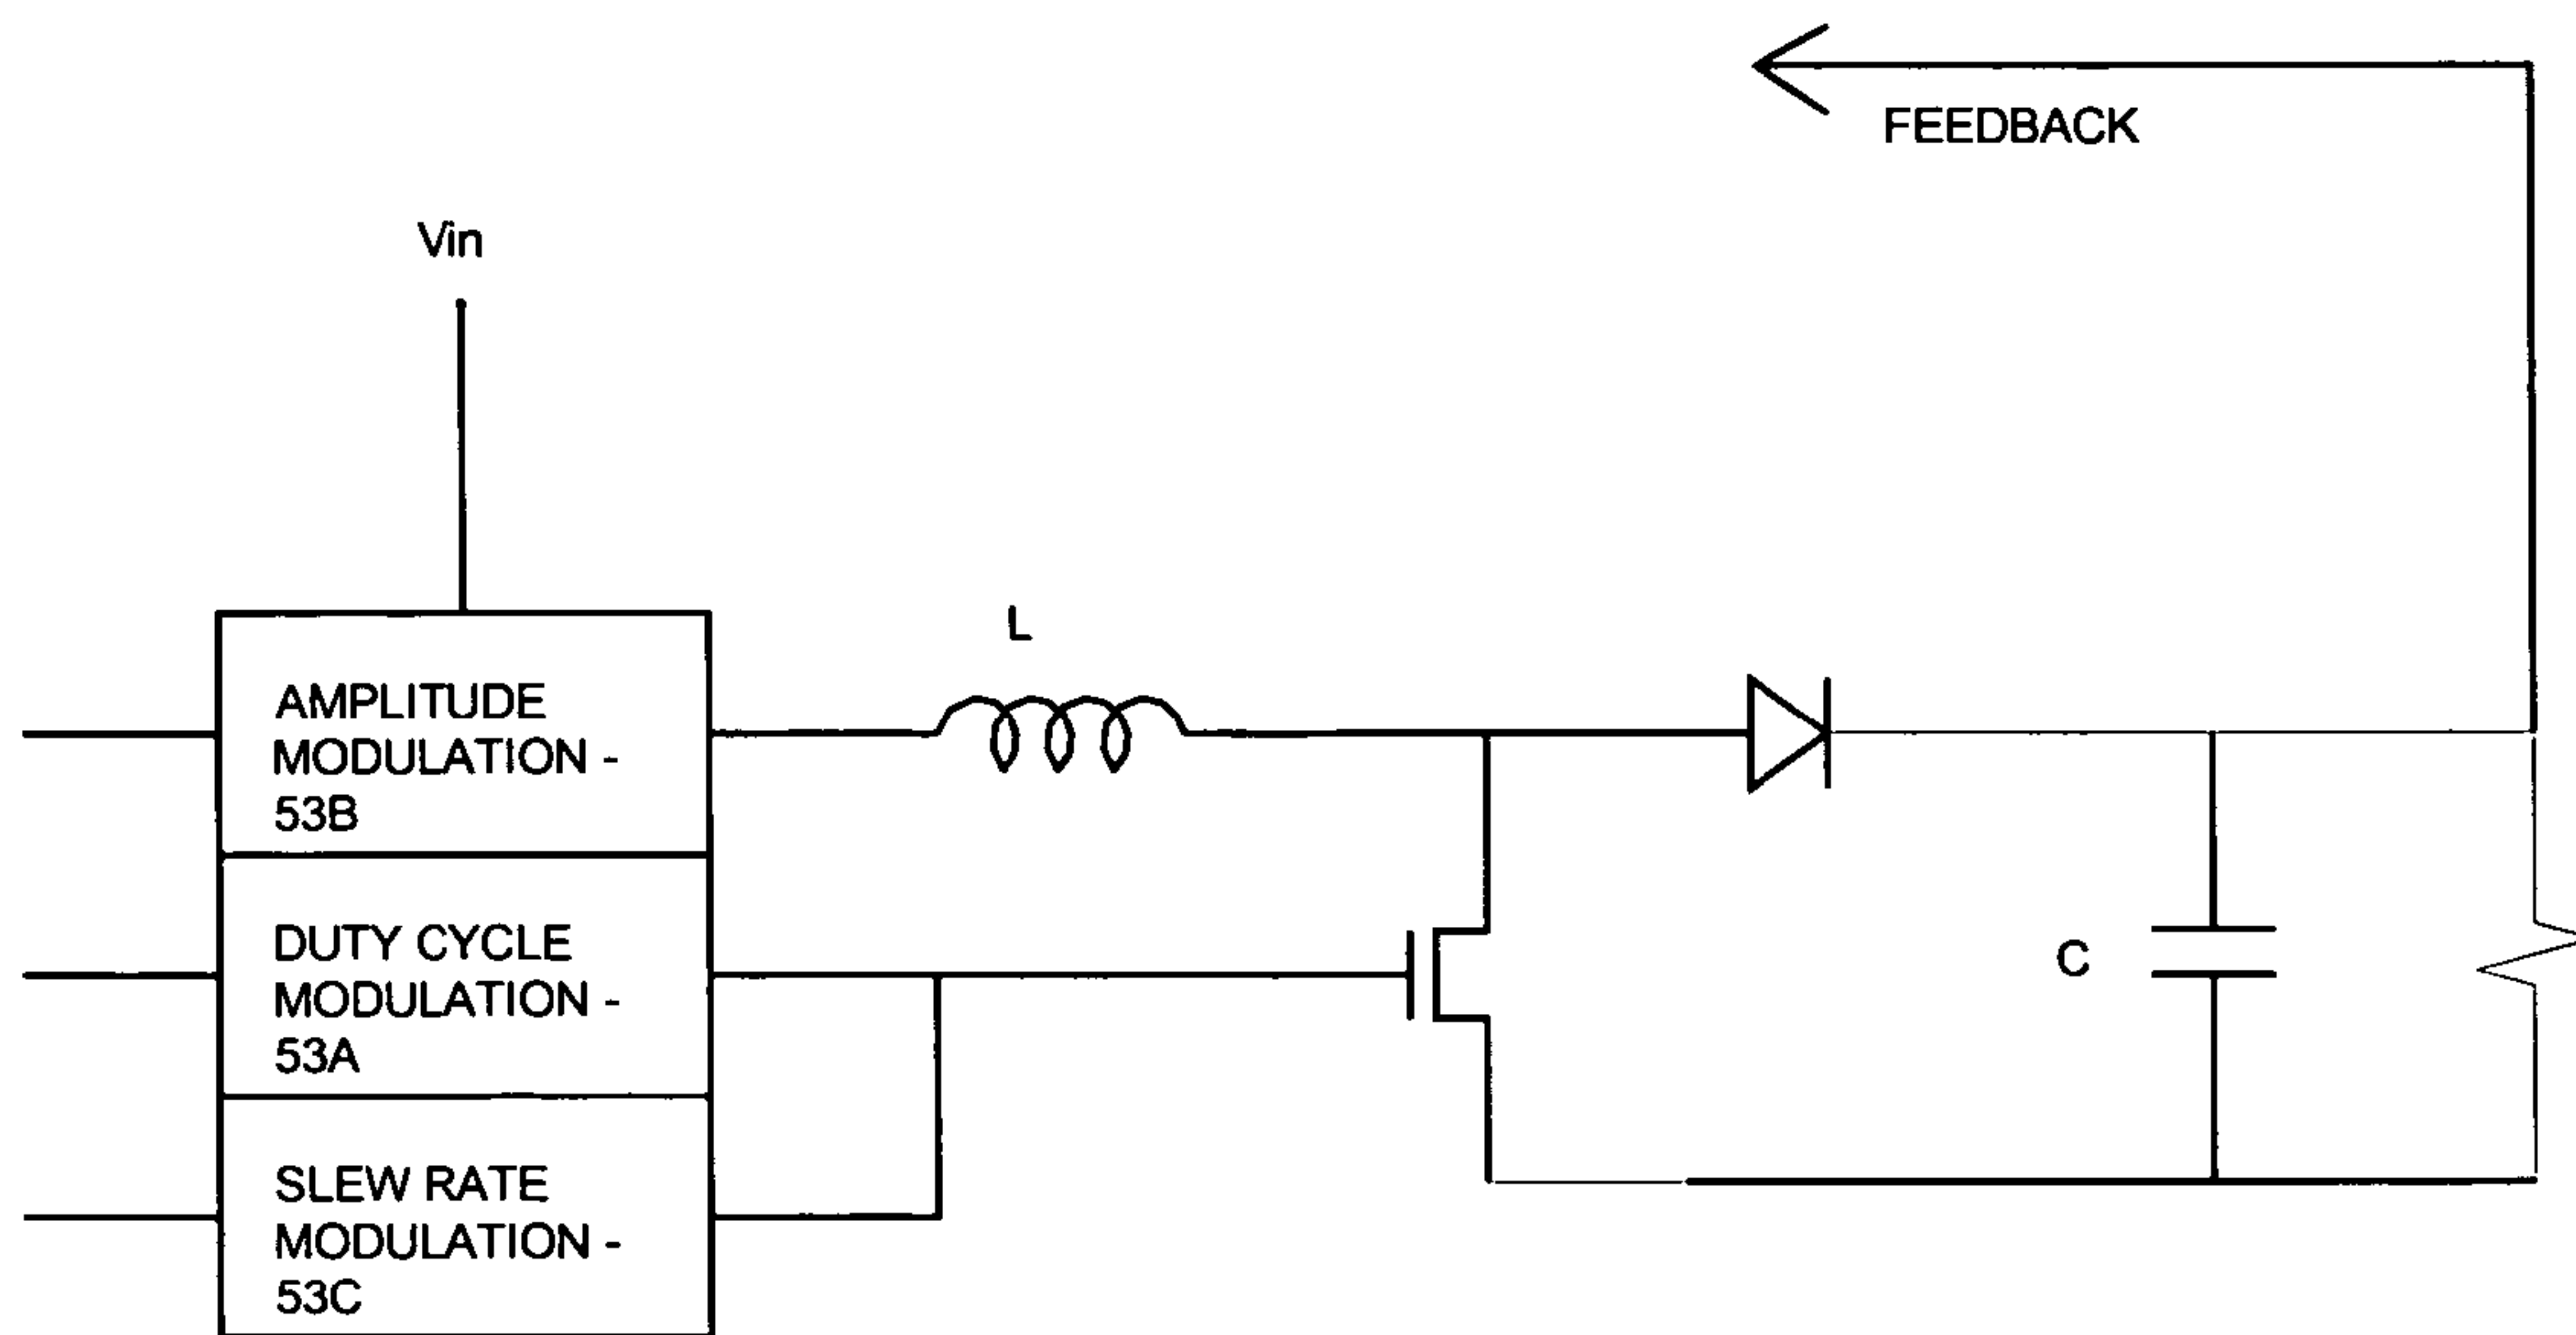 FEEDBACK
Vin
L
AMPLITUDE
MODULATION -
53B
DUTY CYCLE
MODULATION -
53A
C
SLEW RATE
MODULATION -
53C